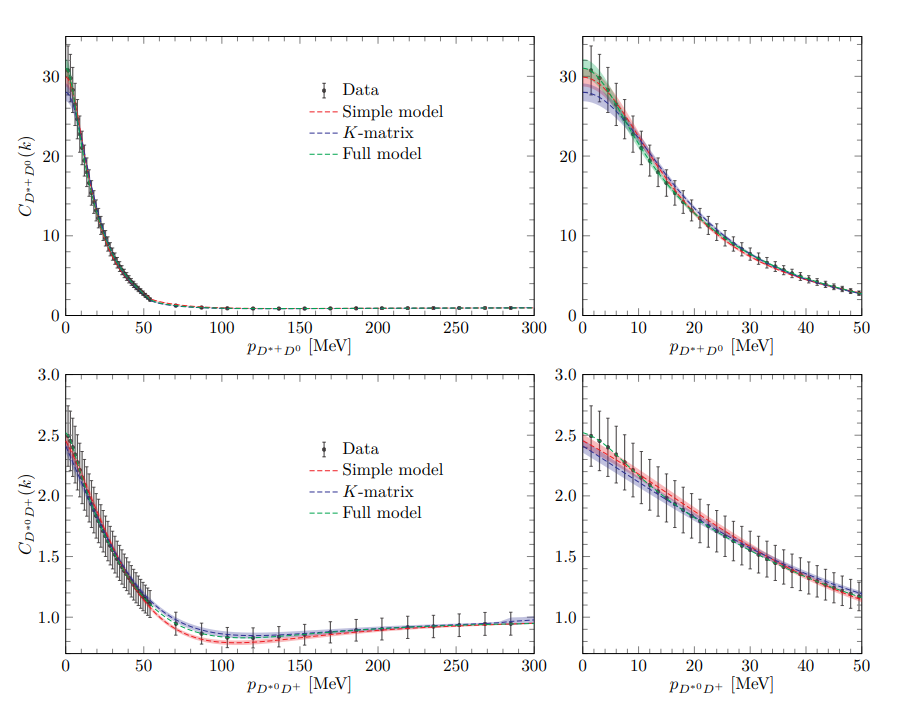 30
20
10
0
C_{D*+D0}(k)
Data
Simple model
K-matrix
Full model
0 50 100 150 200 250 300
p_{D*+D0} [MeV]
30
20
10
0
0 10 20 30 40 50
p_{D*+D0} [MeV]
3.0
2.5
2.0
1.5
1.0
C_{D*0D+}(k)
Data
Simple model
K-matrix
Full model
0 50 100 150 200 250 300
p_{D*0D+} [MeV]
3.0
2.5
2.0
1.5
1.0
0 10 20 30 40 50
p_{D*0D+} [MeV]